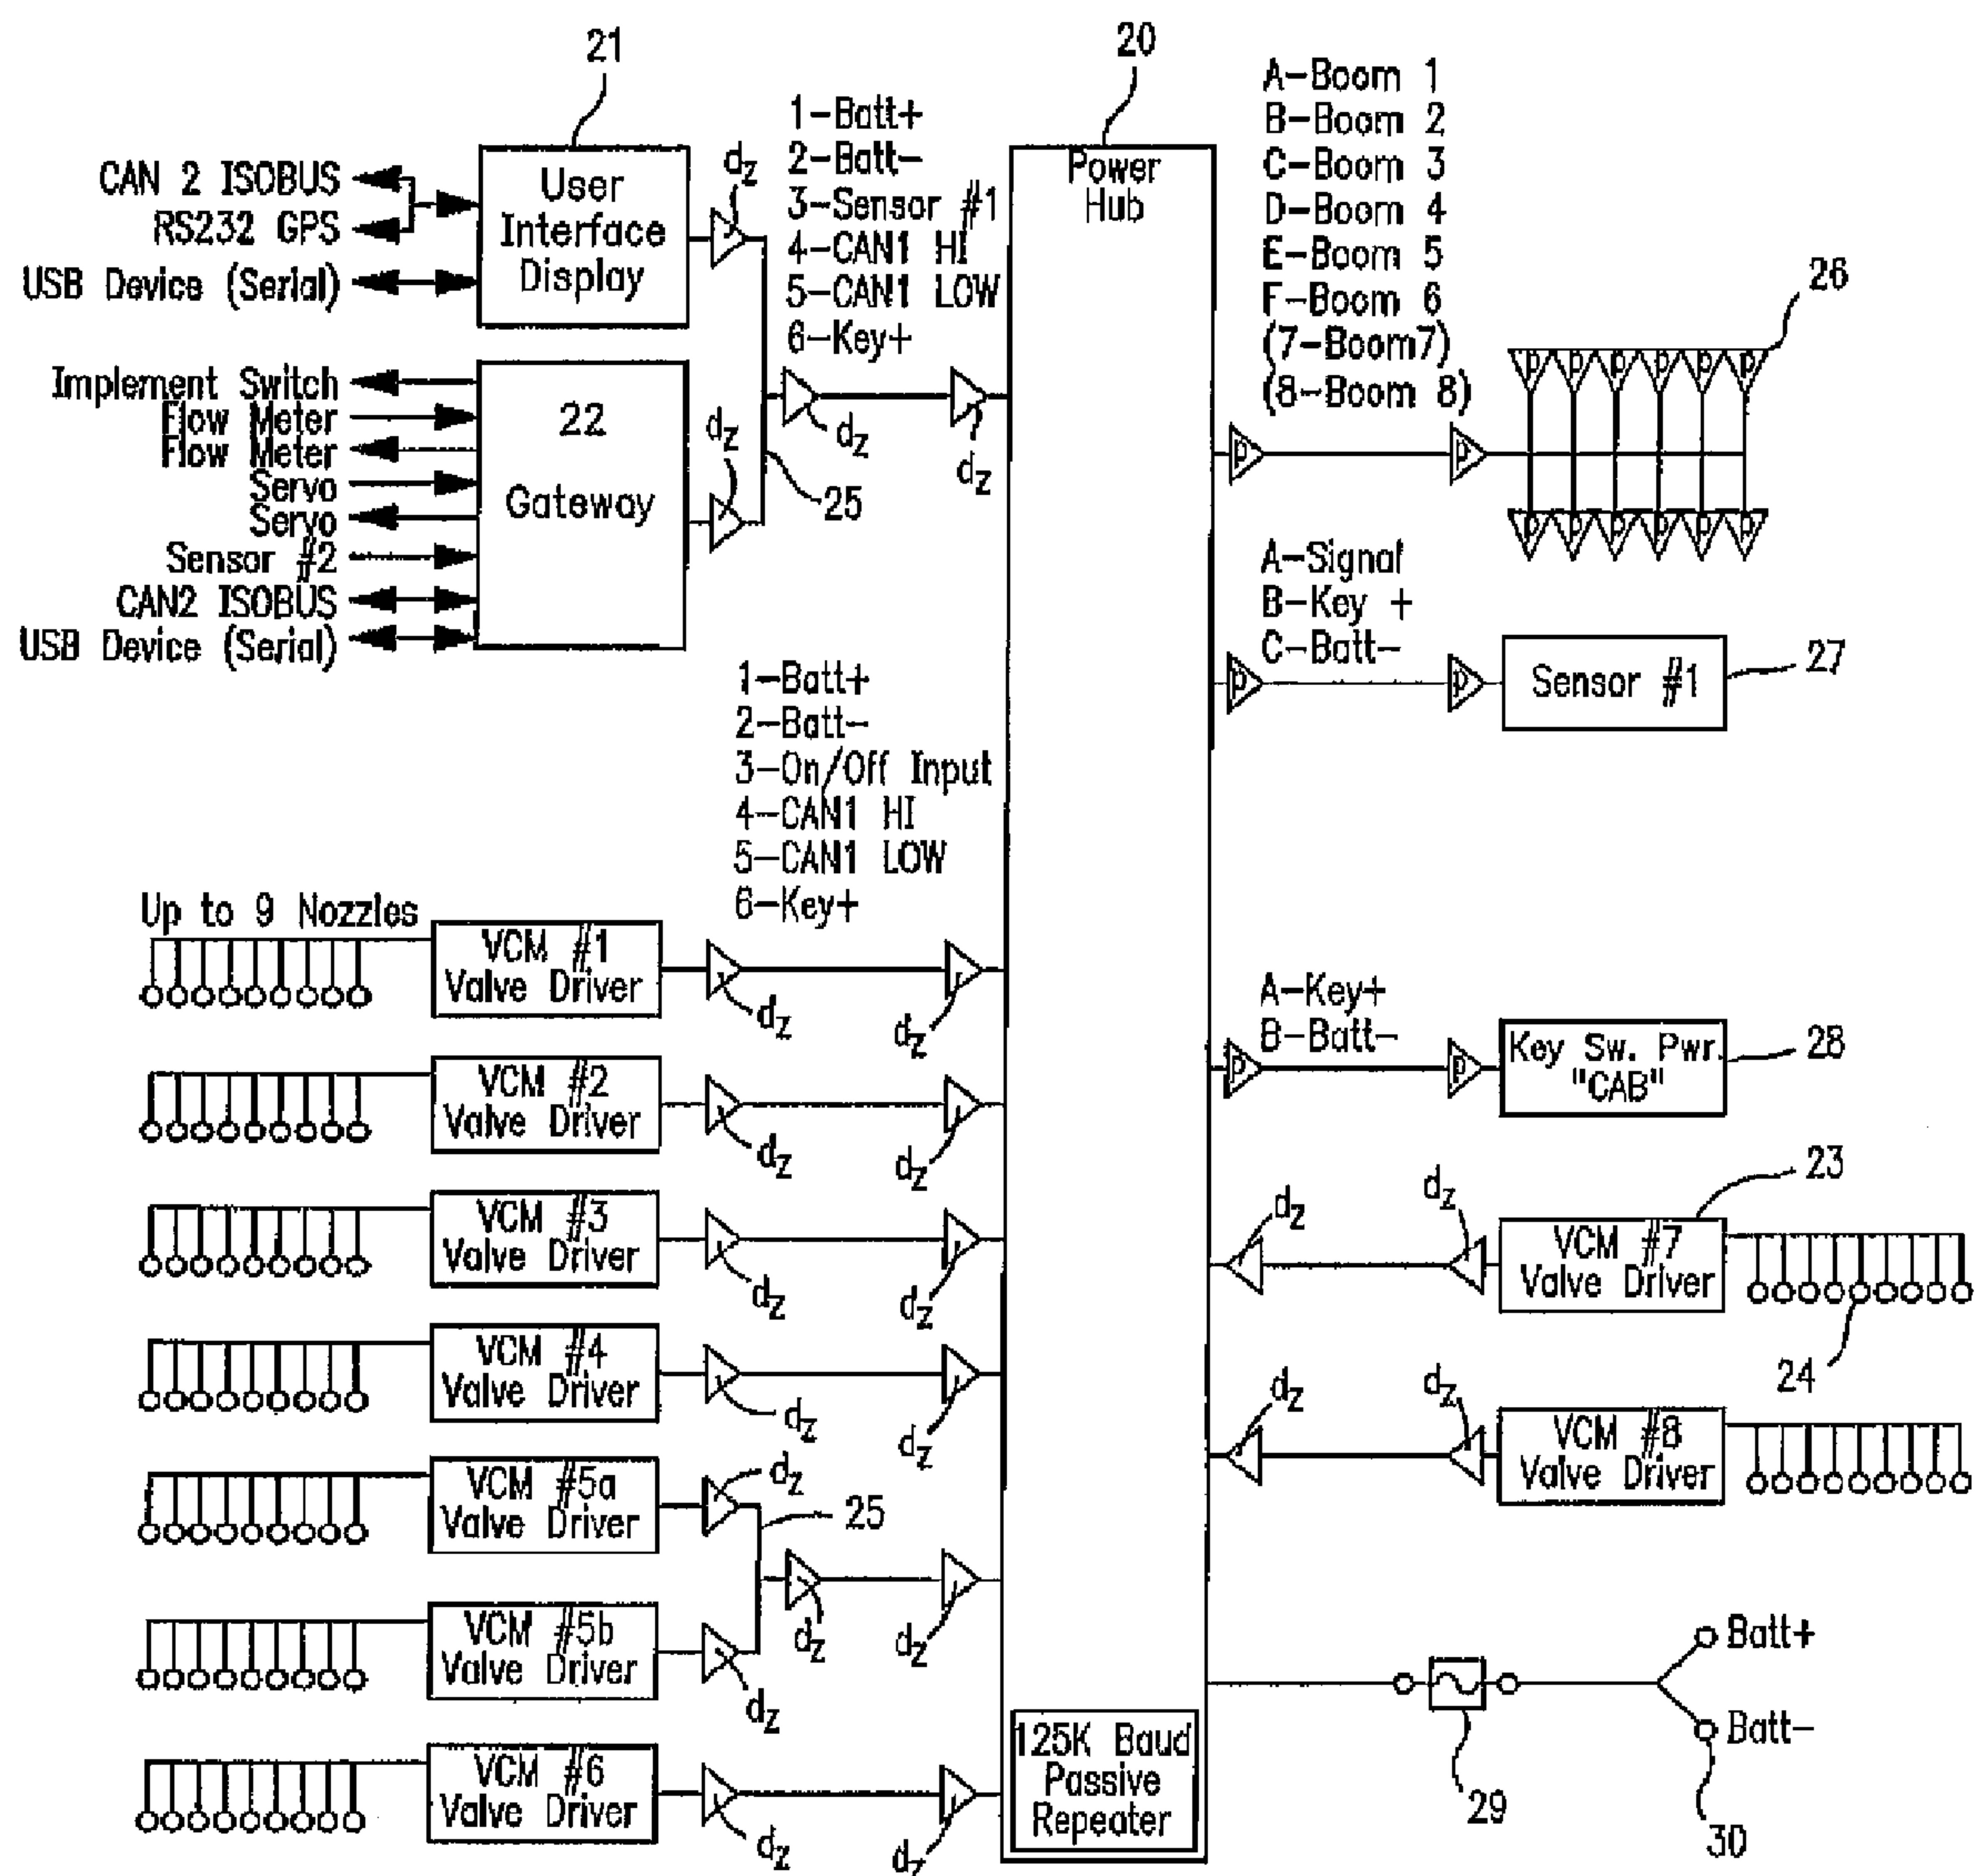 21
20
CAN 2 ISOBUS
RS232 GPS
USB Device (Serial)
User
Interface
Display
dz
1-Batt+
2-Batt-
3-Sensor #1
4-CAN1 HI
5-CAN1 LOW
6-Key+
Power
Hub
A-Boom 1
B-Boom 2
C-Boom 3
D-Boom 4
E-Boom 5
F-Boom 6
(7-Boom7)
(8-Boom 8)
26
p p p p p p
Implement Switch
Flow Meter
Flow Meter
Servo
Servo
Sensor #2
CAN2 ISOBUS
USB Device (Serial)
22
Gateway
dz
dz
dz
25
p
p
p p p p p p
A-Signal
B-Key +
C-Batt-
p
p
Sensor #1
27
1-Batt+
2-Batt-
3-On/Off Input
4-CAN1 HI
5-CAN1 LOW
6-Key+
Up to 9 Nozzles
VCM #1
Valve Driver
dz
dz
A-Key+
B-Batt-
p
p
Key Sw. Pwr.
"CAB"
28
VCM #2
Valve Driver
dz
dz
VCM #3
Valve Driver
dz
dz
dz
dz
23
VCM #7
Valve Driver
24
VCM #4
Valve Driver
dz
dz
dz
dz
VCM #8
Valve Driver
VCM #5a
Valve Driver
dz
25
VCM #5b
Valve Driver
dz
dz
dz
Batt+
Batt-
29
30
VCM #6
Valve Driver
dz
dz
125K Baud
Passive
Repeater